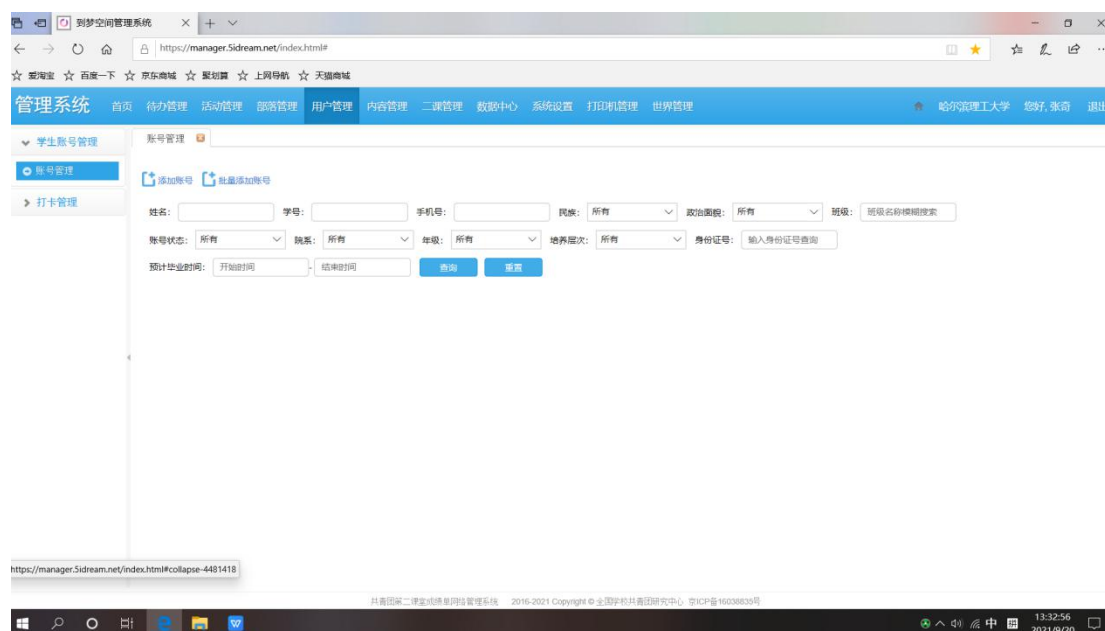 到梦空间管理系统
https://manager.5idream.net/index.html#
爱淘宝 百度一下 京东商城 聚划算 上网导航 天猫商城
管理系统 首页 待办管理 活动管理 部落管理 用户管理 内容管理 二课管理 数据中心 系统设置 打印机管理 世界管理 哈尔滨理工大学 您好, 张奇 退出
学生账号管理 账号管理
账号管理
添加账号 批量添加账号
打卡管理
姓名: 学号: 手机号: 民族: 所有 政治面貌: 所有 班级: 班级名称模糊搜索
账号状态: 所有 院系: 所有 年级: 所有 培养层次: 所有 身份证号: 输入身份证号查询
预计毕业时间: 开始时间 - 结束时间 查询 重置
https://manager.5idream.net/index.html#collapse-4481418
共青团第二课堂成绩单网络管理系统 2016-2021 Copyright © 全国学校共青团研究中心 京ICP备16038835号
中 13:32:56
2021/9/20